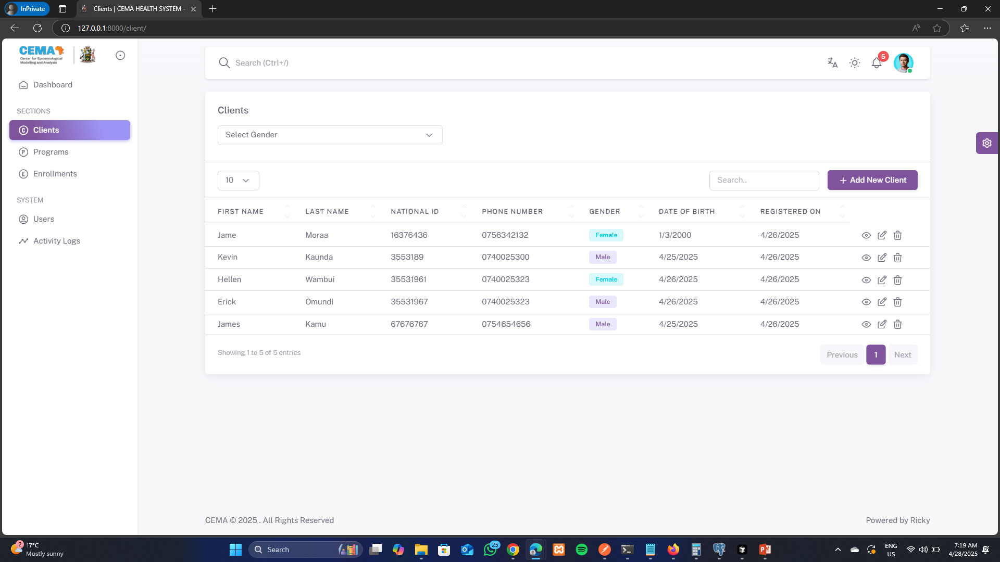 InPrivate
Clients | CEMA HEALTH SYSTEM -
127.0.0.1:8000/client/
CEMA
Center for Epidemiological
Modelling and Analysis
Dashboard
SECTIONS
C Clients
P Programs
E Enrollments
SYSTEM
Users
Activity Logs
Search (Ctrl+/)
5
Clients
Select Gender
10
Search..
+ Add New Client
FIRST NAME LAST NAME NATIONAL ID PHONE NUMBER GENDER DATE OF BIRTH REGISTERED ON
Jame Moraa 16376436 0756342132 Female 1/3/2000 4/26/2025
Kevin Kaunda 3553189 0740025300 Male 4/25/2025 4/26/2025
Hellen Wambui 35531961 0740025323 Female 4/26/2025 4/26/2025
Erick Omundi 35531967 0740025323 Male 4/26/2025 4/26/2025
James Kamu 67676767 0754654656 Male 4/25/2025 4/26/2025
Showing 1 to 5 of 5 entries
Previous 1 Next
CEMA © 2025 . All Rights Reserved
Powered by Ricky
2
17°C
Mostly sunny
Search
25
ENG
US
7:19 AM
4/28/2025